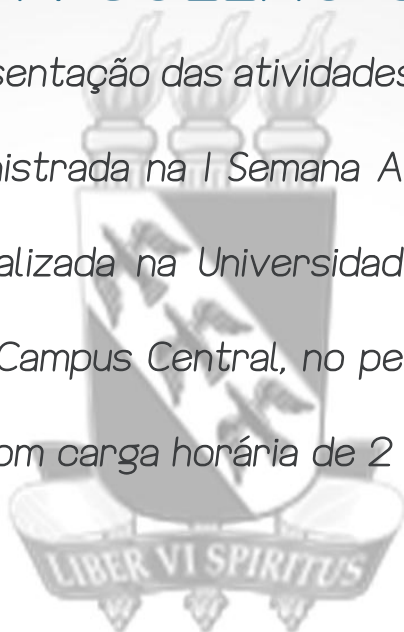 sentação das atividades
nistrada na I Semana A
alizada na Universidad
Campus Central, no pe
om carga horária de 2
LIBER VI SPIRITUS